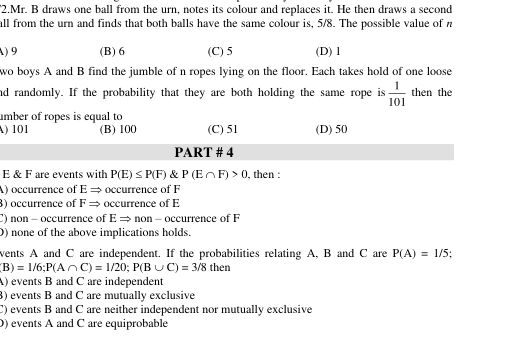 /2.Mr. B draws one ball from the urn, notes its colour and replaces it. He then draws a second
all from the urn and finds that both balls have the same colour is, 5/8. The possible value of n
A) 9 (B) 6 (C) 5 (D) 1
wo boys A and B find the jumble of n ropes lying on the floor. Each takes hold of one loose
nd randomly. If the probability that they are both holding the same rope is 1/101 then the
umber of ropes is equal to
A) 101 (B) 100 (C) 51 (D) 50
PART # 4
E & F are events with P(E) ≤ P(F) & P (E ∩ F) > 0, then :
A) occurrence of E ⇒ occurrence of F
B) occurrence of F ⇒ occurrence of E
C) non – occurrence of E ⇒ non – occurrence of F
D) none of the above implications holds.
vents A and C are independent. If the probabilities relating A, B and C are P(A) = 1/5;
(B) = 1/6;P(A ∩ C) = 1/20; P(B ∪ C) = 3/8 then
A) events B and C are independent
B) events B and C are mutually exclusive
C) events B and C are neither independent nor mutually exclusive
D) events A and C are equiprobable